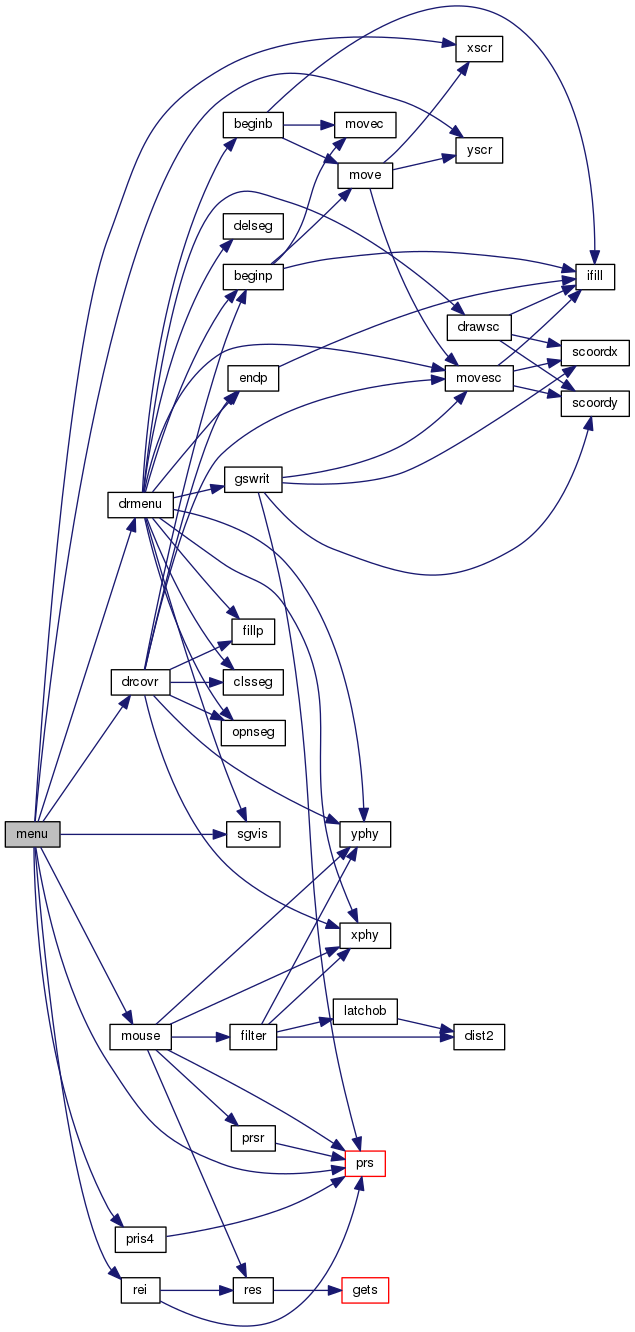 xscr
beginb
movec
yscr
move
delseg
beginp
ifill
drawsc
scoordx
endp
movesc
scoordy
gswrit
drmenu
fillp
drcovr
clsseg
opnseg
menu
sgvis
yphy
xphy
latchob
mouse
filter
dist2
prsr
prs
pris4
rei
res
gets